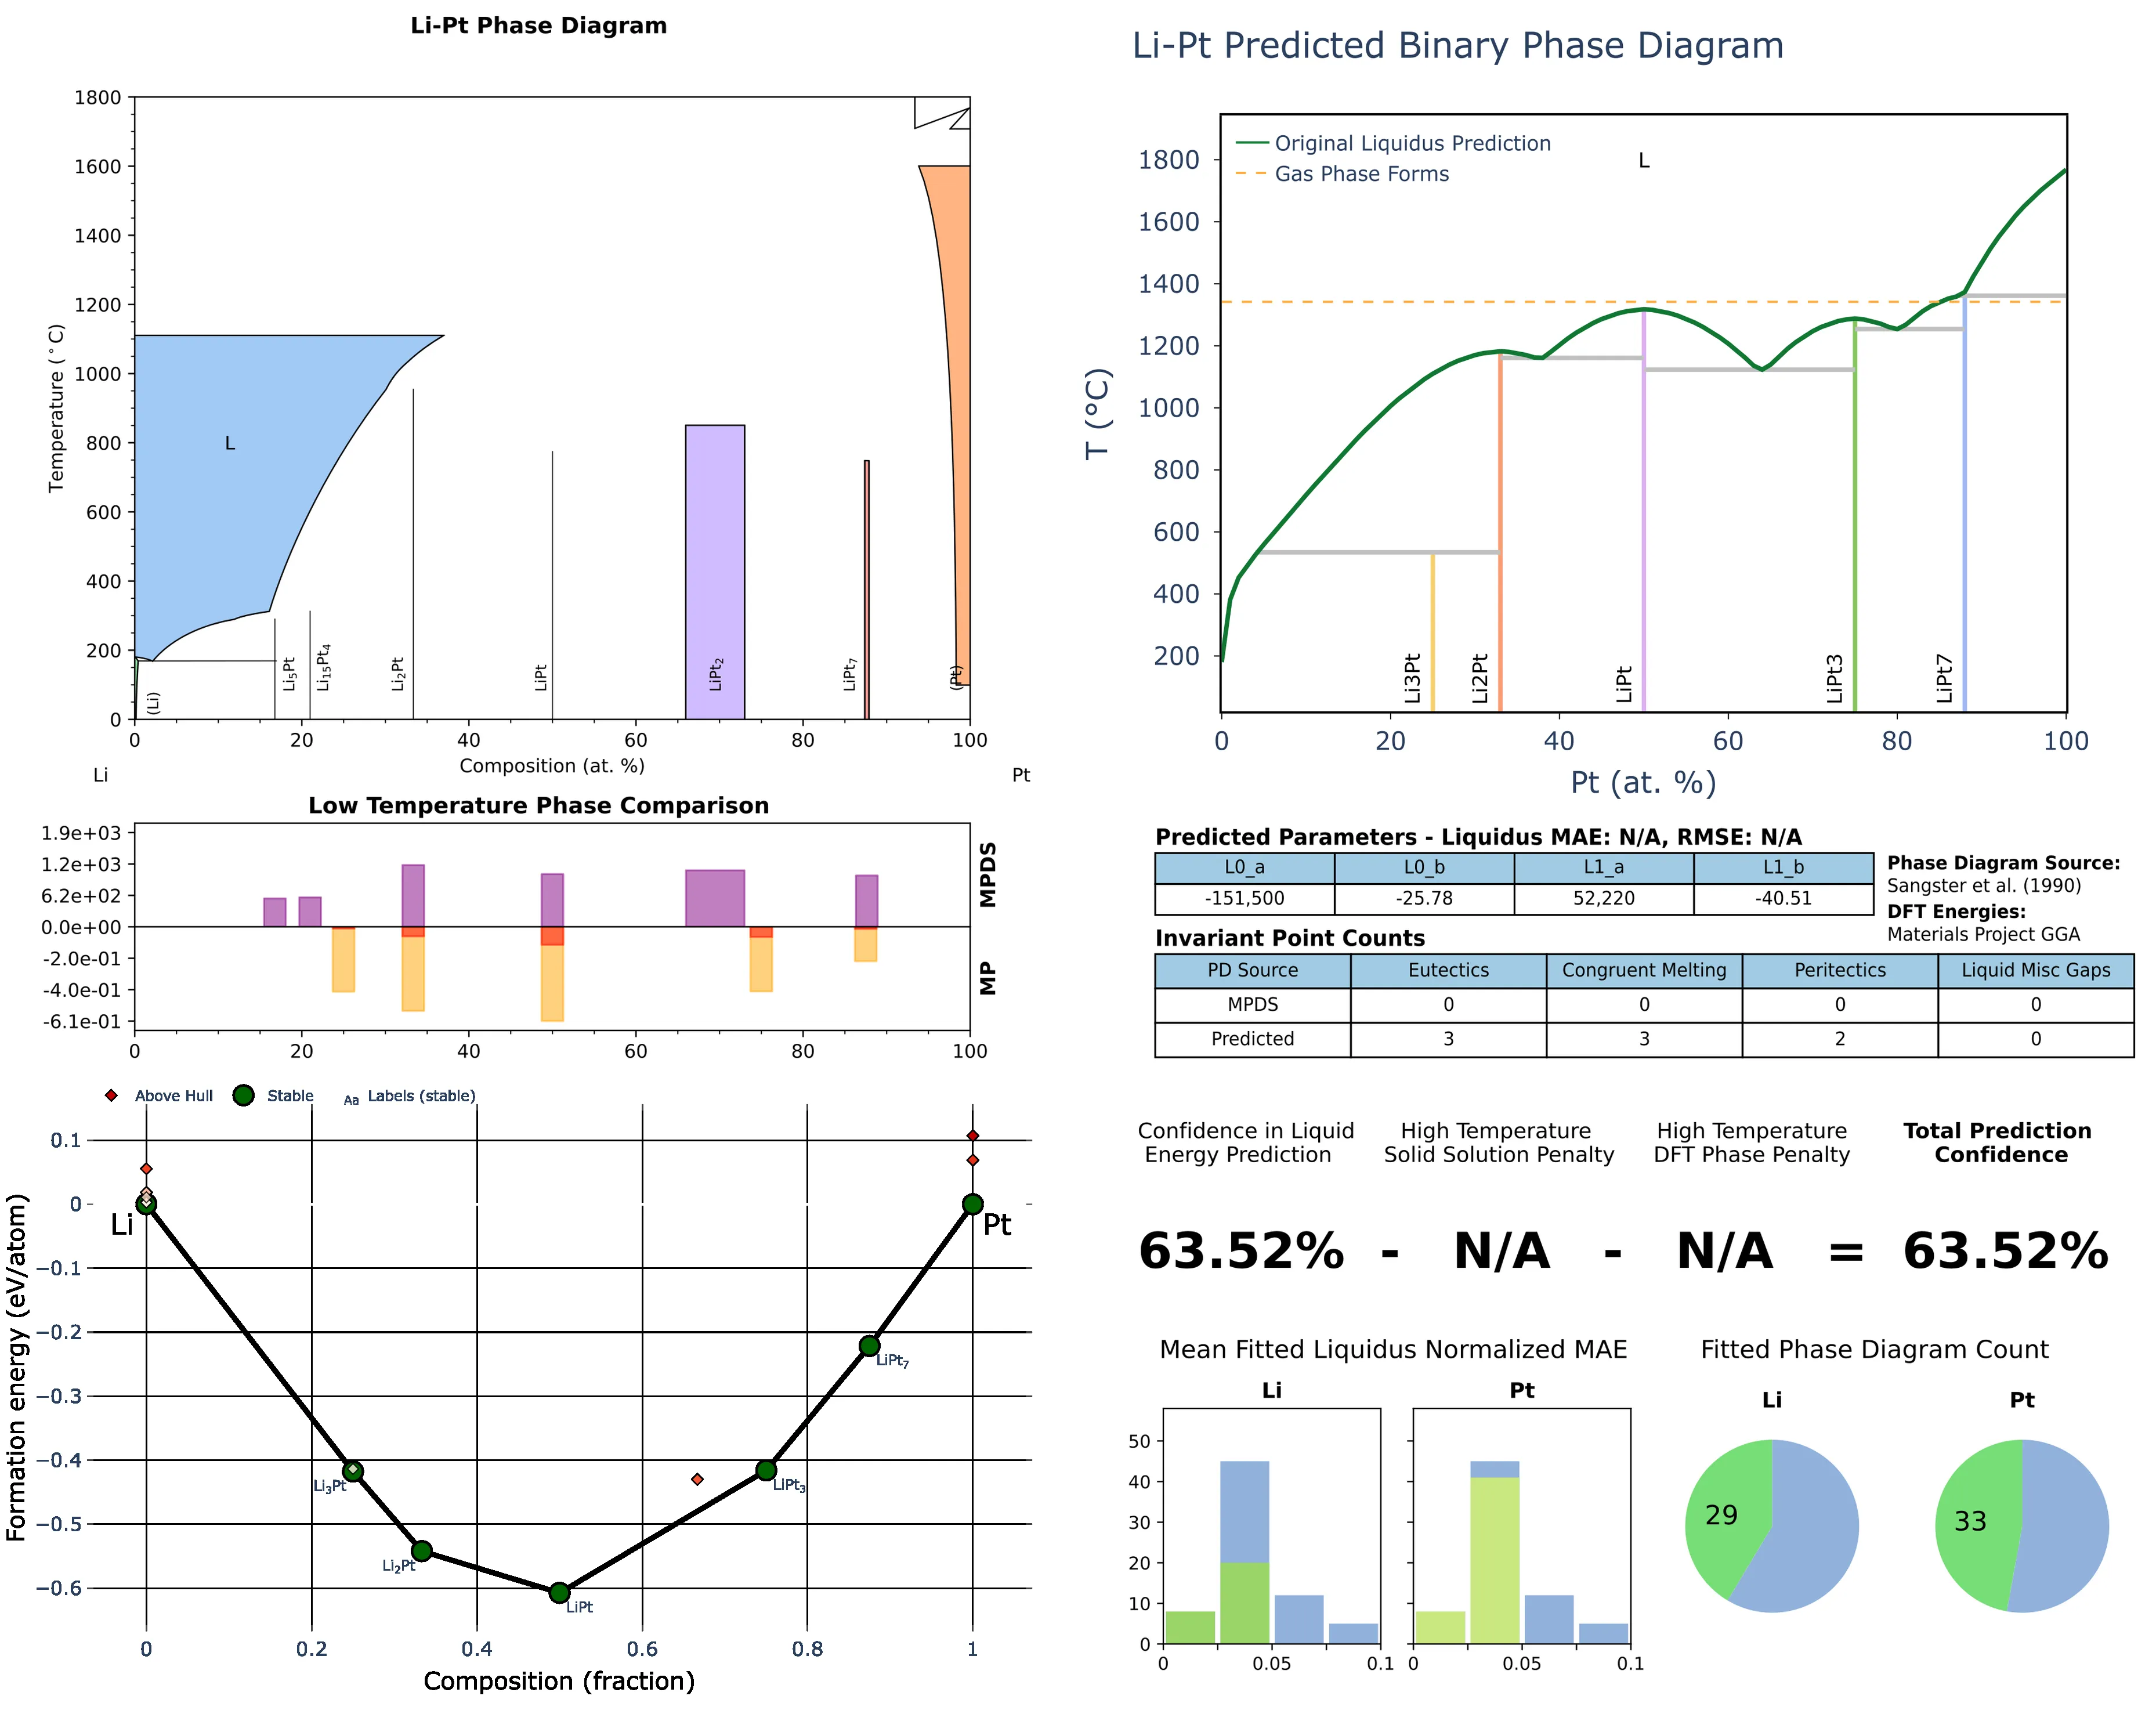 Li-Pt Phase Diagram
1800
1600
1400
1200
1000
800
600
400
200
0
Temperature (°C)
L
(Li)
Li5Pt
Li15Pt4
Li2Pt
LiPt
LiPt2
LiPt7
(Pt)
0 20 40 60 80 100
Composition (at. %)
Li
Pt
Low Temperature Phase Comparison
1.9e+03
1.2e+03
6.2e+02
0.0e+00
-2.0e-01
-4.0e-01
-6.1e-01
MPDS
MP
0 20 40 60 80 100
Above Hull Stable Aa Labels (stable)
0.1
0
−0.1
−0.2
−0.3
−0.4
−0.5
−0.6
Formation energy (eV/atom)
Li
Pt
Li3Pt
Li2Pt
LiPt
LiPt3
LiPt7
0 0.2 0.4 0.6 0.8 1
Composition (fraction)
Li-Pt Predicted Binary Phase Diagram
Original Liquidus Prediction
Gas Phase Forms
L
1800
1600
1400
1200
1000
800
600
400
200
T (°C)
Li3Pt
Li2Pt
LiPt
LiPt3
LiPt7
0 20 40 60 80 100
Pt (at. %)
Predicted Parameters - Liquidus MAE: N/A, RMSE: N/A
L0_a L0_b L1_a L1_b
-151,500 -25.78 52,220 -40.51
Phase Diagram Source:
Sangster et al. (1990)
DFT Energies:
Materials Project GGA
Invariant Point Counts
PD Source Eutectics Congruent Melting Peritectics Liquid Misc Gaps
MPDS 0 0 0 0
Predicted 3 3 2 0
Confidence in Liquid
Energy Prediction
High Temperature
Solid Solution Penalty
High Temperature
DFT Phase Penalty
Total Prediction
Confidence
63.52% - N/A - N/A = 63.52%
Mean Fitted Liquidus Normalized MAE
Li
Pt
50
40
30
20
10
0
0 0.05 0.1
0 0.05 0.1
Fitted Phase Diagram Count
Li
29
Pt
33